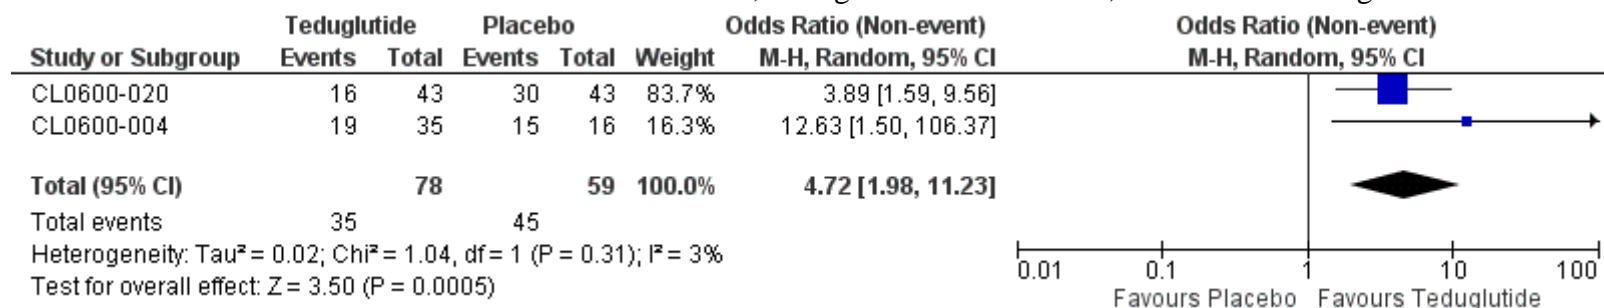 Teduglutide Placebo Odds Ratio (Non-event) Odds Ratio (Non-event)
Study or Subgroup Events Total Events Total Weight M-H, Random, 95% CI M-H, Random, 95% CI
CL0600-020 16 43 30 43 83.7% 3.89 [1.59, 9.56]
CL0600-004 19 35 15 16 16.3% 12.63 [1.50, 106.37]
Total (95% CI) 78 59 100.0% 4.72 [1.98, 11.23]
Total events 35 45
Heterogeneity: Tau² = 0.02; Chi² = 1.04, df = 1 (P = 0.31); I² = 3%
Test for overall effect: Z = 3.50 (P = 0.0005)
0.01 0.1 1 10 100
Favours Placebo Favours Teduglutide